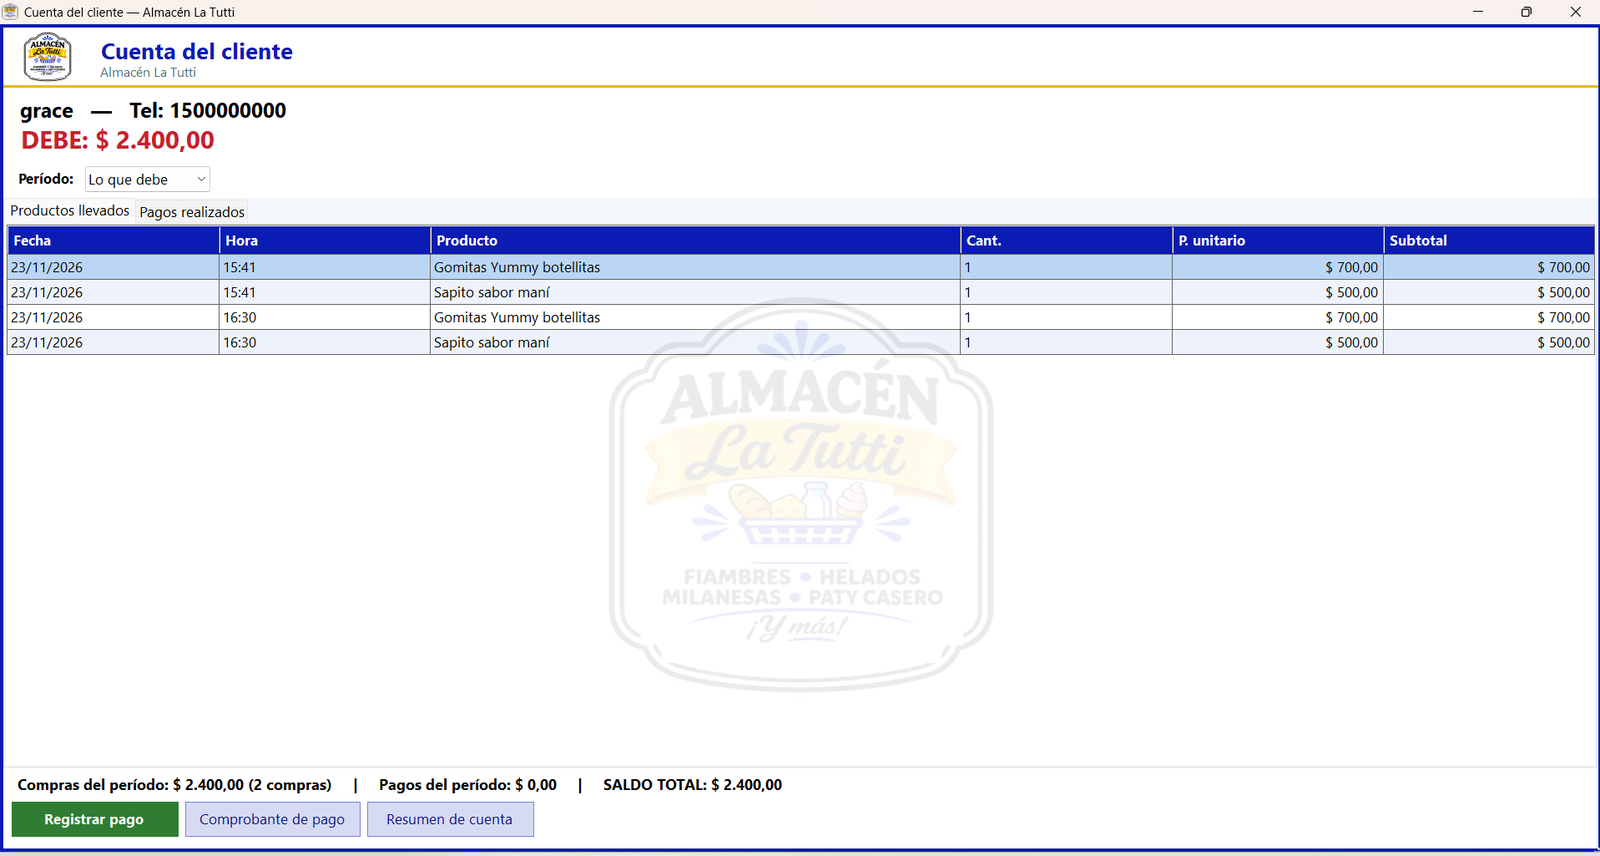 Cuenta del cliente — Almacén La Tutti
ALMACÉN
La Tutti
Cuenta del cliente
Almacén La Tutti
grace — Tel: 1500000000
DEBE: $ 2.400,00
Período: Lo que debe
Productos llevados Pagos realizados
Fecha Hora Producto Cant. P. unitario Subtotal
23/11/2026 15:41 Gomitas Yummy botellitas 1 $ 700,00 $ 700,00
23/11/2026 15:41 Sapito sabor maní 1 $ 500,00 $ 500,00
23/11/2026 16:30 Gomitas Yummy botellitas 1 $ 700,00 $ 700,00
23/11/2026 16:30 Sapito sabor maní 1 $ 500,00 $ 500,00
ALMACÉN
La Tutti
FIAMBRES • HELADOS
MILANESAS • PATY CASERO
¡Y más!
Compras del período: $ 2.400,00 (2 compras) | Pagos del período: $ 0,00 | SALDO TOTAL: $ 2.400,00
Registrar pago Comprobante de pago Resumen de cuenta